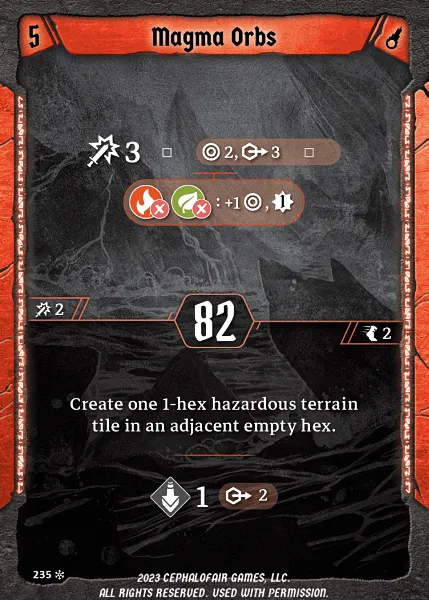 5
Magma Orbs
3
2, 3
: +1 , 1
2
82
2
Create one 1-hex hazardous terrain
tile in an adjacent empty hex.
1 2
235
2023 CEPHALOFAIR GAMES, LLC.
ALL RIGHTS RESERVED. USED WITH PERMISSION.